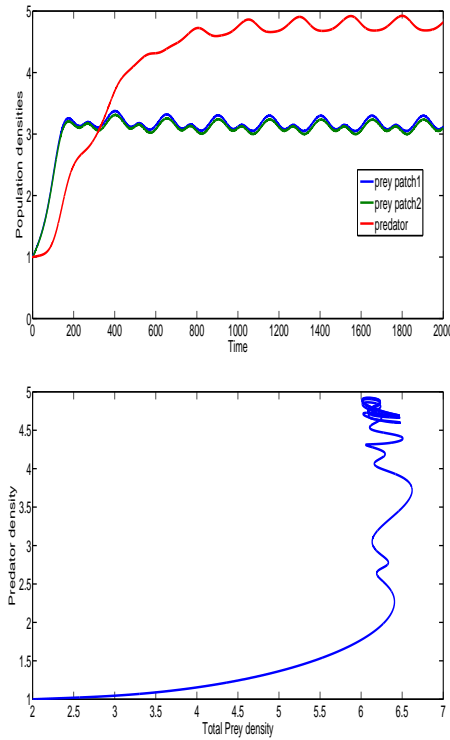 5
4
3
2
1
0
Population densities
prey patch1
prey patch2
predator
0 200 400 600 800 1000 1200 1400 1600 1800 2000
Time
5
4.5
4
3.5
3
2.5
2
1.5
1
Predator density
2 2.5 3 3.5 4 4.5 5 5.5 6 6.5 7
Total Prey density